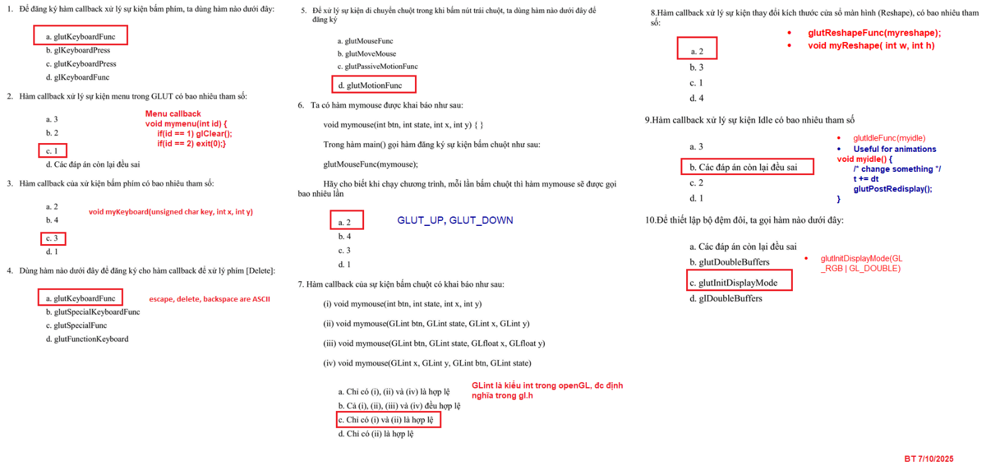 1. Để đăng ký hàm callback xử lý sự kiện bấm phím, ta dùng hàm nào dưới đây:
a. glutKeyboardFunc
b. glKeyboardPress
c. glutKeyboardPress
d. glKeyboardFunc
2. Hàm callback xử lý sự kiện menu trong GLUT có bao nhiêu tham số:
a. 3
b. 2
c. 1
d. Các đáp án còn lại đều sai
Menu callback
void mymenu(int id) {
if(id == 1) glClear();
if(id == 2) exit(0);}
3. Hàm callback của xử kiện bấm phím có bao nhiêu tham số:
a. 2
b. 4
c. 3
d. 1
void myKeyboard(unsigned char key, int x, int y)
4. Dùng hàm nào dưới đây để đăng ký cho hàm callback để xử lý phím [Delete]:
a. glutKeyboardFunc
b. glutSpecialKeyboardFunc
c. glutSpecialFunc
d. glutFunctionKeyboard
escape, delete, backspace are ASCII
5. Để xử lý sự kiện di chuyển chuột trong khi bấm nút trái chuột, ta dùng hàm nào dưới đây để
đăng ký
a. glutMouseFunc
b. glutMoveMouse
c. glutPassiveMotionFunc
d. glutMotionFunc
6. Ta có hàm mymouse được khai báo như sau:
void mymouse(int btn, int state, int x, int y) { }
Trong hàm main() gọi hàm đăng ký sự kiện bấm chuột như sau:
glutMouseFunc(mymouse);
Hãy cho biết khi chạy chương trình, mỗi lần bấm chuột thì hàm mymouse sẽ được gọi
bao nhiêu lần
a. 2
b. 4
c. 3
d. 1
GLUT_UP, GLUT_DOWN
7. Hàm callback của sự kiện bấm chuột có khai báo như sau:
(i) void mymouse(int btn, int state, int x, int y)
(ii) void mymouse(GLint btn, GLint state, GLint x, GLint y)
(iii) void mymouse(GLint btn, GLint state, GLfloat x, GLfloat y)
(iv) void mymouse(GLint x, GLint y, GLint btn, GLint state)
a. Chỉ có (i), (ii) và (iv) là hợp lệ
b. Cả (i), (ii), (iii) và (iv) đều hợp lệ
c. Chỉ có (i) và (ii) là hợp lệ
d. Chỉ có (ii) là hợp lệ
GLint là kiểu int trong openGL, đc định
nghĩa trong gl.h
8.Hàm callback xử lý sự kiện thay đổi kích thước cửa sổ màn hình (Reshape), có bao nhiêu tham
số:
a. 2
b. 3
c. 1
d. 4
• glutReshapeFunc(myreshape);
• void myReshape( int w, int h)
9.Hàm callback xử lý sự kiện Idle có bao nhiêu tham số
a. 3
b. Các đáp án còn lại đều sai
c. 2
d. 1
• glutIdleFunc(myidle)
• Useful for animations
void myidle() {
/* change something */
t += dt
glutPostRedisplay();
}
10.Để thiết lập bộ đệm đôi, ta gọi hàm nào dưới đây:
a. Các đáp án còn lại đều sai
b. glutDoubleBuffers
c. glutInitDisplayMode
d. glDoubleBuffers
• glutInitDisplayMode(GL
_RGB | GL_DOUBLE)
BT 7/10/2025